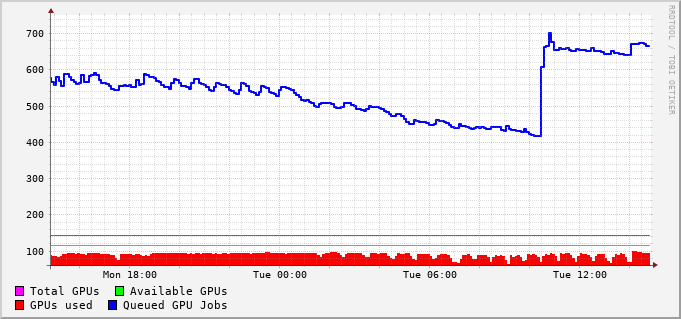 RRDTOOL / TOBI OETIKER
700
600
500
400
300
200
100
Mon 18:00 Tue 00:00 Tue 06:00 Tue 12:00
Total GPUs Available GPUs
GPUs used Queued GPU Jobs